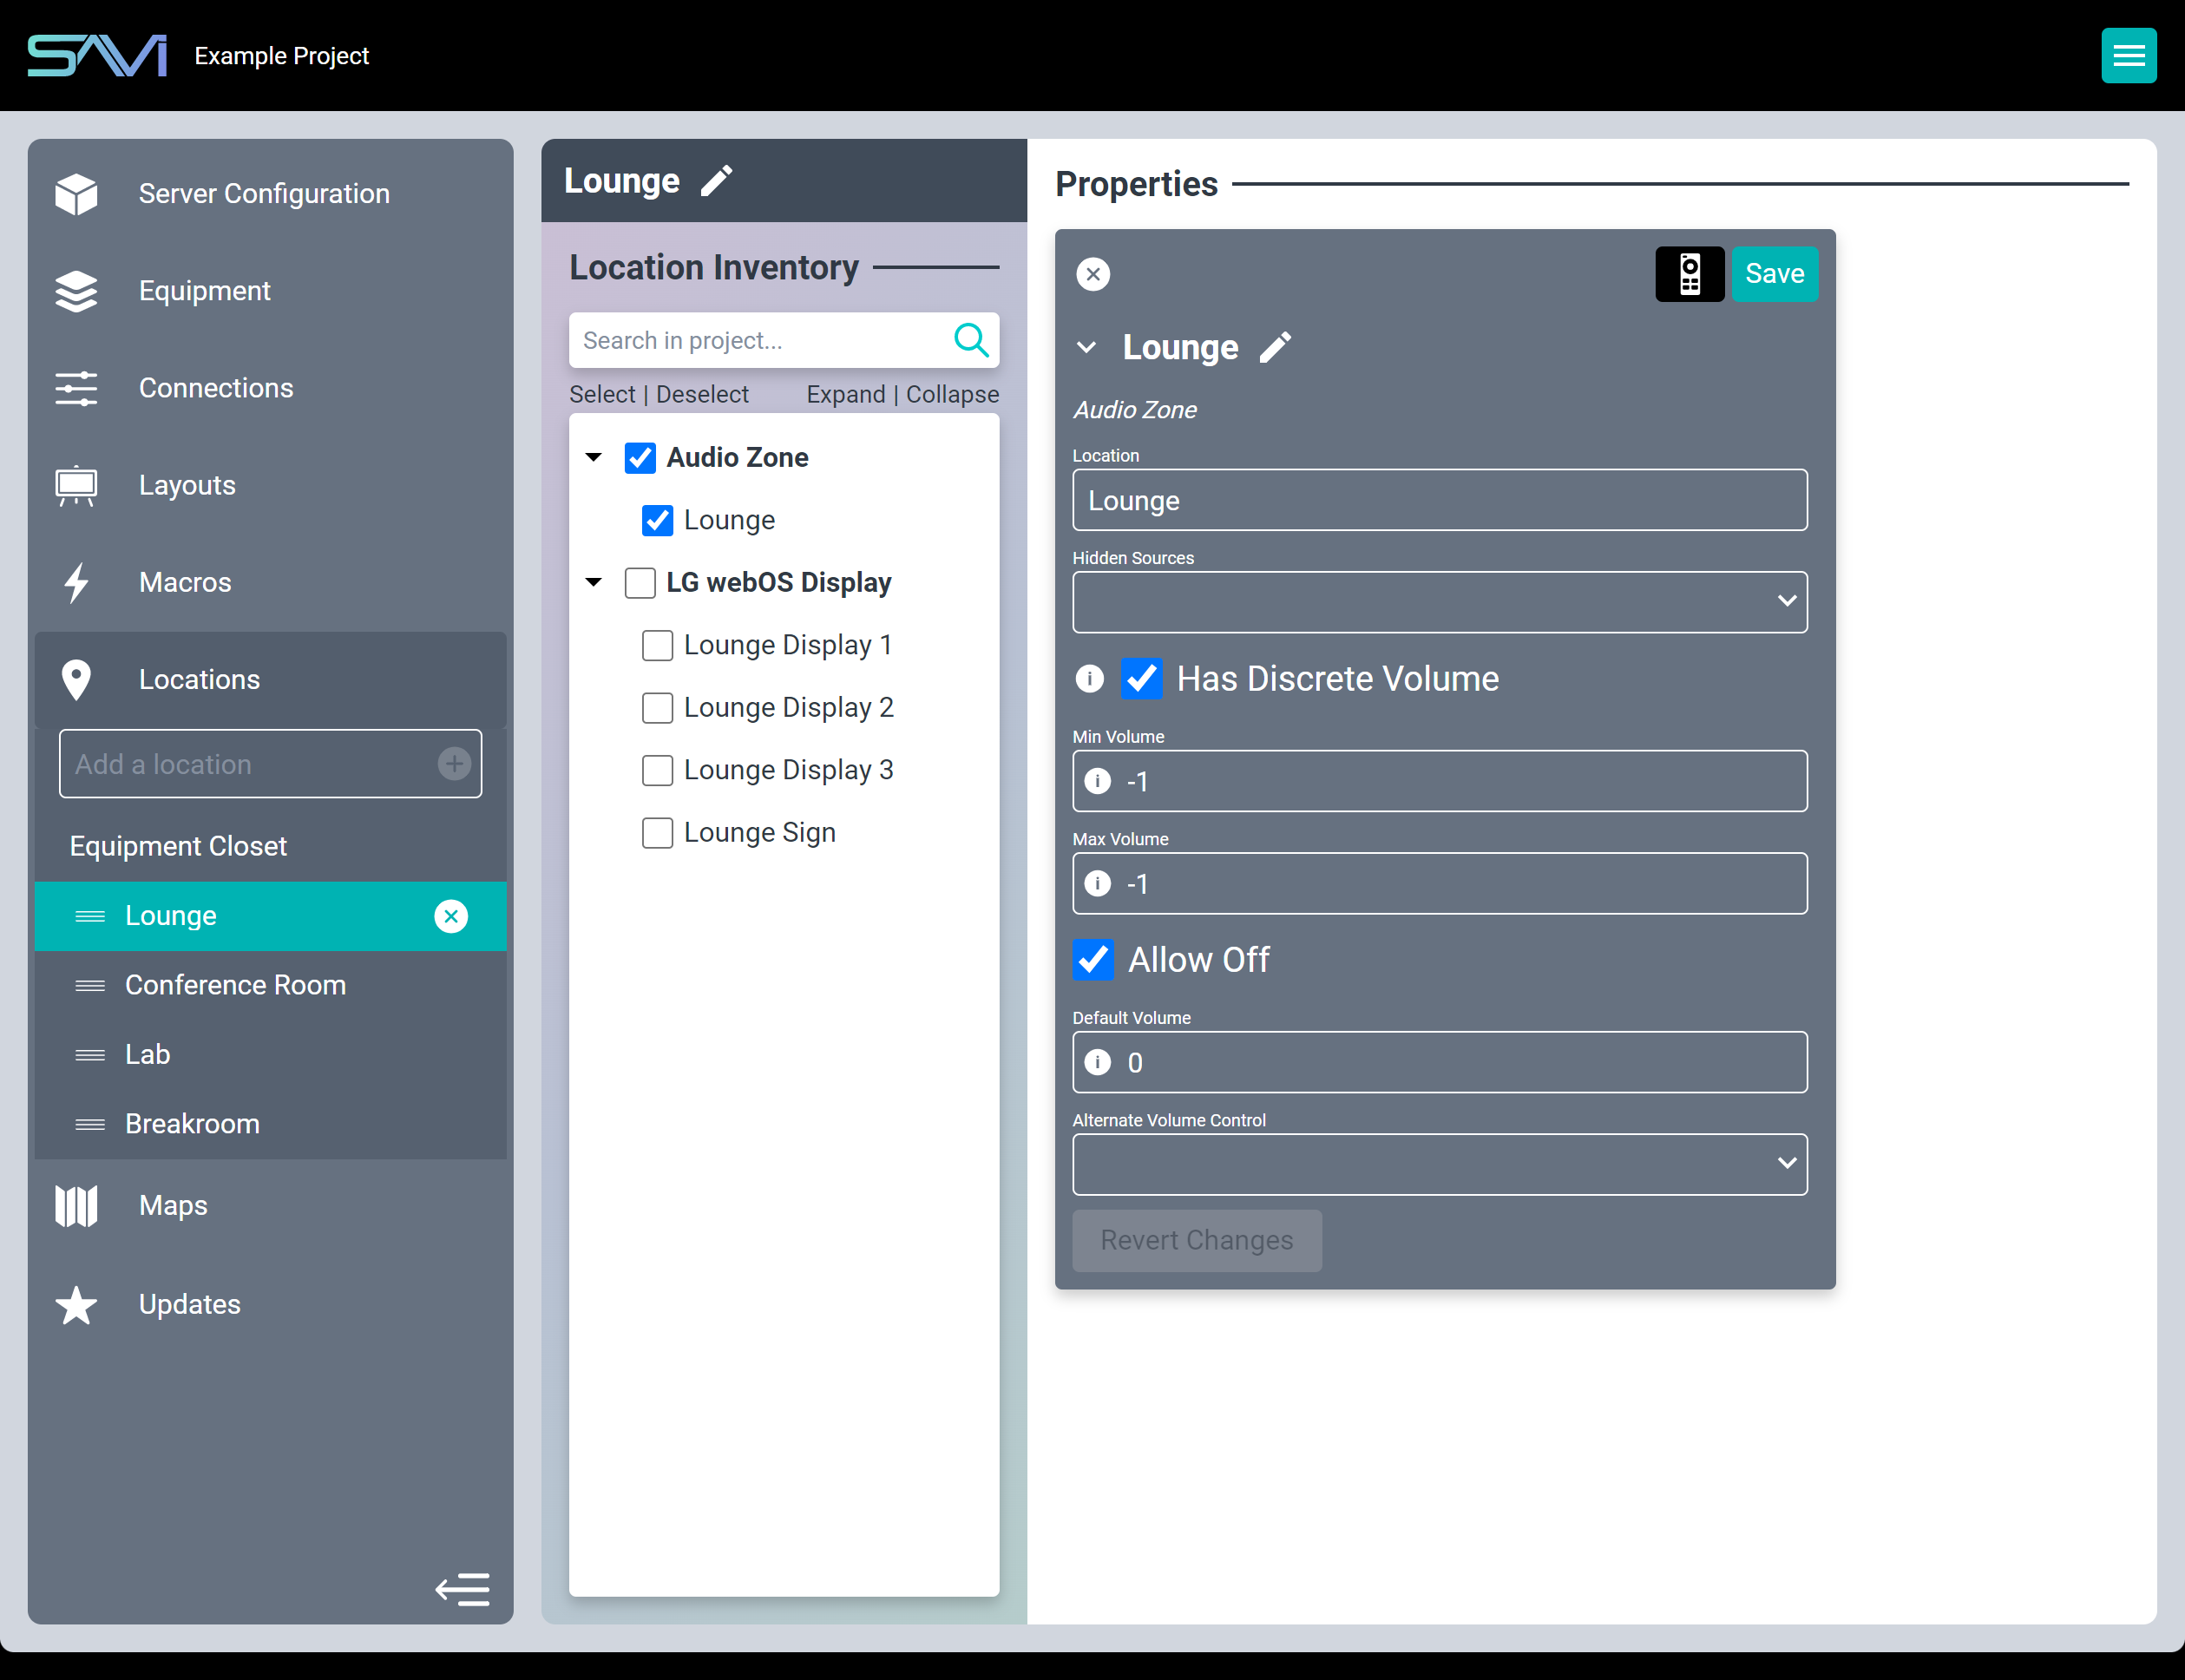 SAVI
Example Project
Server Configuration
Equipment
Connections
Layouts
Macros
Locations
Add a location
Equipment Closet
Lounge
Conference Room
Lab
Breakroom
Maps
Updates
Lounge
Location Inventory
Search in project...
Select | Deselect
Expand | Collapse
Audio Zone
Lounge
LG webOS Display
Lounge Display 1
Lounge Display 2
Lounge Display 3
Lounge Sign
Properties
Save
Lounge
Audio Zone
Location
Lounge
Hidden Sources
Has Discrete Volume
Min Volume
-1
Max Volume
-1
Allow Off
Default Volume
0
Alternate Volume Control
Revert Changes